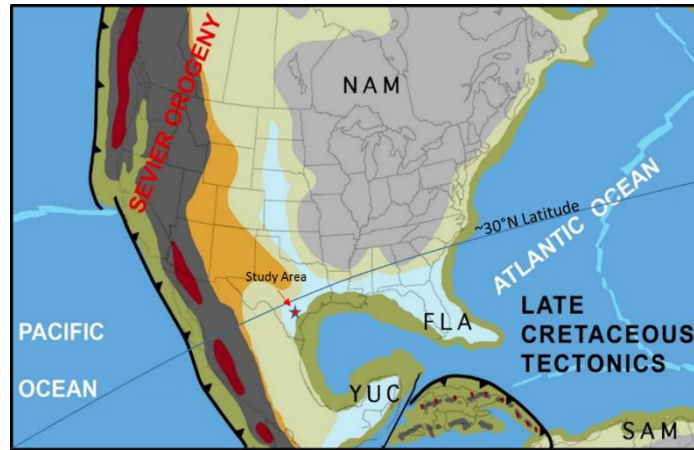 SEVIER OROGENY
NAM
~30°N Latitude
ATLANTIC OCEAN
Study Area
PACIFIC
OCEAN
FLA
LATE
CRETACEOUS
TECTONICS
YUC
SAM